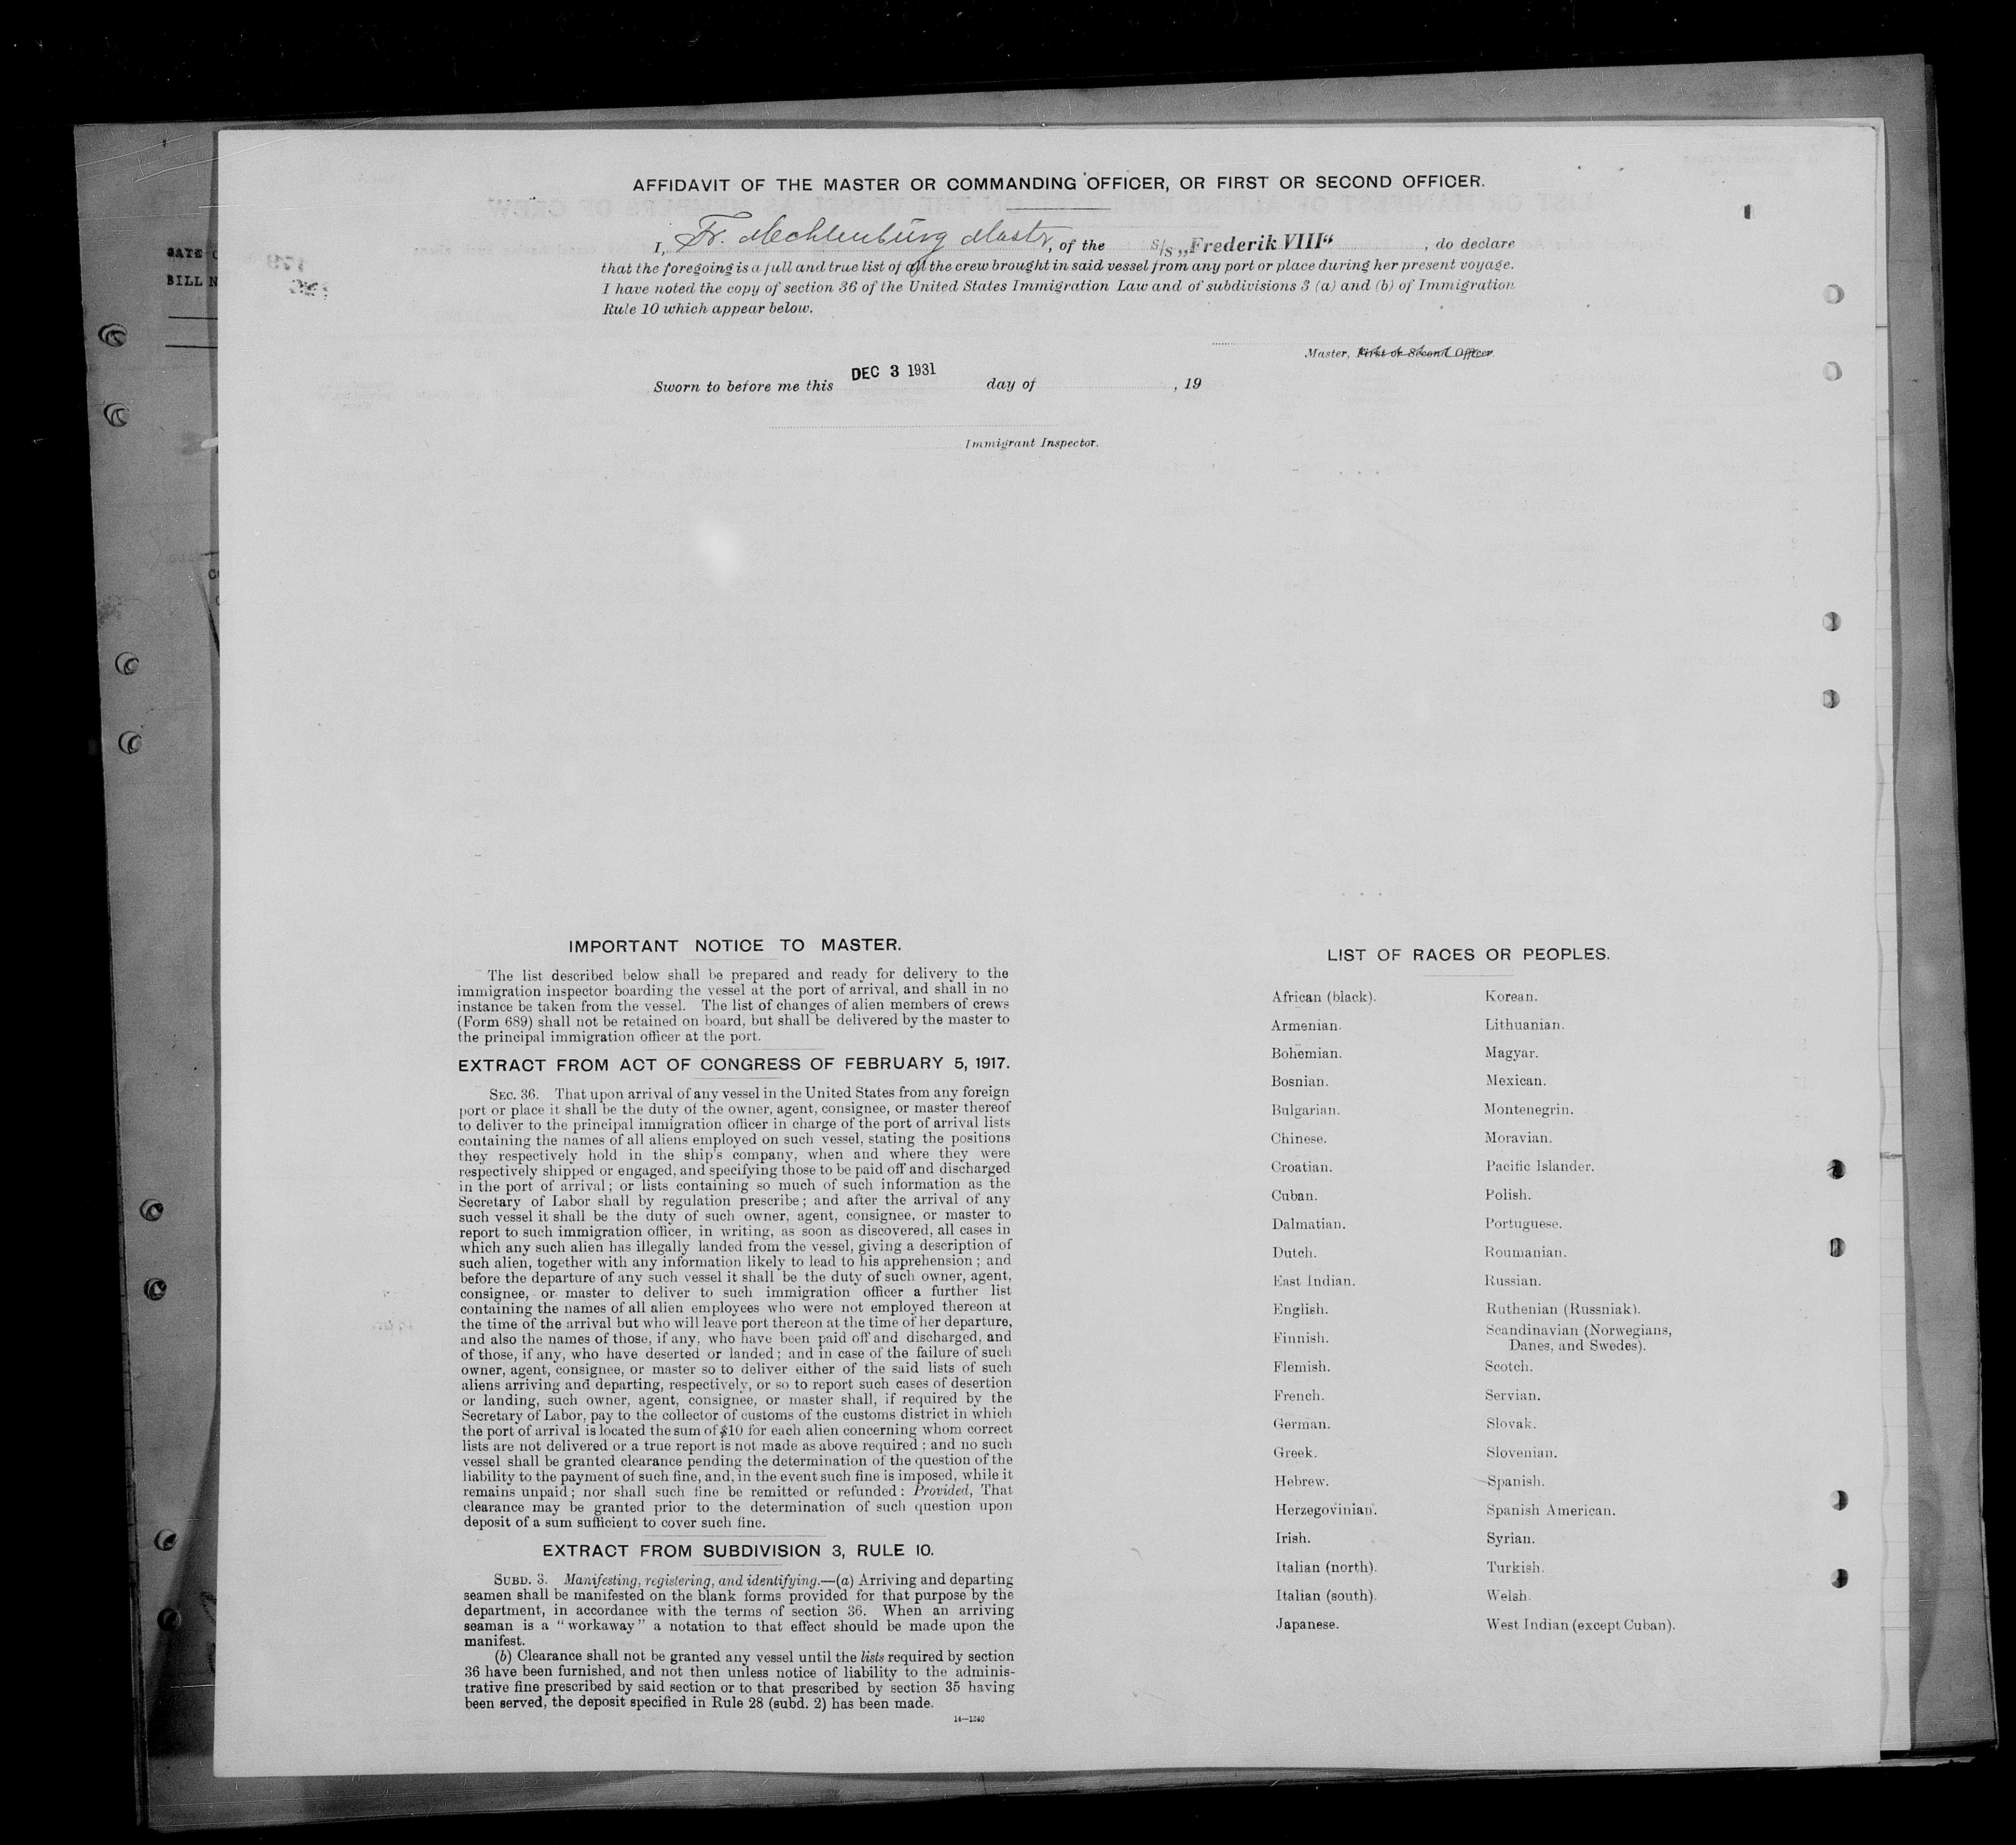 AFFIDAVIT OF THE MASTER OR COMMANDING OFFICER, OR FIRST OR SECOND OFFICER.
I, Fr. Mechlenburg Master, of the S/S „Frederik VIII“ , do declare
that the foregoing is a full and true list of all the crew brought in said vessel from any port or place during her present voyage.
I have noted the copy of section 36 of the United States Immigration Law and of subdivisions 3 (a) and (b) of Immigration
Rule 10 which appear below.
Master, First or Second Officer.
Sworn to before me this DEC 3 1931 day of , 19
Immigrant Inspector.
DATE
BILL
IMPORTANT NOTICE TO MASTER.
The list described below shall be prepared and ready for delivery to the
immigration inspector boarding the vessel at the port of arrival, and shall in no
instance be taken from the vessel. The list of changes of alien members of crews
(Form 689) shall not be retained on board, but shall be delivered by the master to
the principal immigration officer at the port.
EXTRACT FROM ACT OF CONGRESS OF FEBRUARY 5, 1917.
SEC. 36. That upon arrival of any vessel in the United States from any foreign
port or place it shall be the duty of the owner, agent, consignee, or master thereof
to deliver to the principal immigration officer in charge of the port of arrival lists
containing the names of all aliens employed on such vessel, stating the positions
they respectively hold in the ship's company, when and where they were
respectively shipped or engaged, and specifying those to be paid off and discharged
in the port of arrival; or lists containing so much of such information as the
Secretary of Labor shall by regulation prescribe; and after the arrival of any
such vessel it shall be the duty of such owner, agent, consignee, or master to
report to such immigration officer, in writing, as soon as discovered, all cases in
which any such alien has illegally landed from the vessel, giving a description of
such alien, together with any information likely to lead to his apprehension; and
before the departure of any such vessel it shall be the duty of such owner, agent,
consignee, or master to deliver to such immigration officer a further list
containing the names of all alien employees who were not employed thereon at
the time of the arrival but who will leave port thereon at the time of her departure,
and also the names of those, if any, who have been paid off and discharged, and
of those, if any, who have deserted or landed; and in case of the failure of such
owner, agent, consignee, or master so to deliver either of the said lists of such
aliens arriving and departing, respectively, or so to report such cases of desertion
or landing, such owner, agent, consignee, or master shall, if required by the
Secretary of Labor, pay to the collector of customs of the customs district in which
the port of arrival is located the sum of $10 for each alien concerning whom correct
lists are not delivered or a true report is not made as above required; and no such
vessel shall be granted clearance pending the determination of the question of the
liability to the payment of such fine, and, in the event such fine is imposed, while it
remains unpaid; nor shall such fine be remitted or refunded: Provided, That
clearance may be granted prior to the determination of such question upon
deposit of a sum sufficient to cover such fine.
EXTRACT FROM SUBDIVISION 3, RULE 10.
SUBD. 3. Manifesting, registering, and identifying.—(a) Arriving and departing
seamen shall be manifested on the blank forms provided for that purpose by the
department, in accordance with the terms of section 36. When an arriving
seaman is a "workaway" a notation to that effect should be made upon the
manifest.
(b) Clearance shall not be granted any vessel until the lists required by section
36 have been furnished, and not then unless notice of liability to the adminis-
trative fine prescribed by said section or to that prescribed by section 35 having
been served, the deposit specified in Rule 28 (subd. 2) has been made.
14—1240
LIST OF RACES OR PEOPLES.
African (black).
Armenian.
Bohemian.
Bosnian.
Bulgarian.
Chinese.
Croatian.
Cuban.
Dalmatian.
Dutch.
East Indian.
English.
Finnish.
Flemish.
French.
German.
Greek.
Hebrew.
Herzegovinian.
Irish.
Italian (north).
Italian (south).
Japanese.
Korean.
Lithuanian.
Magyar.
Mexican.
Montenegrin.
Moravian.
Pacific Islander.
Polish.
Portuguese.
Roumanian.
Russian.
Ruthenian (Russniak).
Scandinavian (Norwegians,
Danes, and Swedes).
Scotch.
Servian.
Slovak.
Slovenian.
Spanish.
Spanish American.
Syrian.
Turkish.
Welsh.
West Indian (except Cuban).